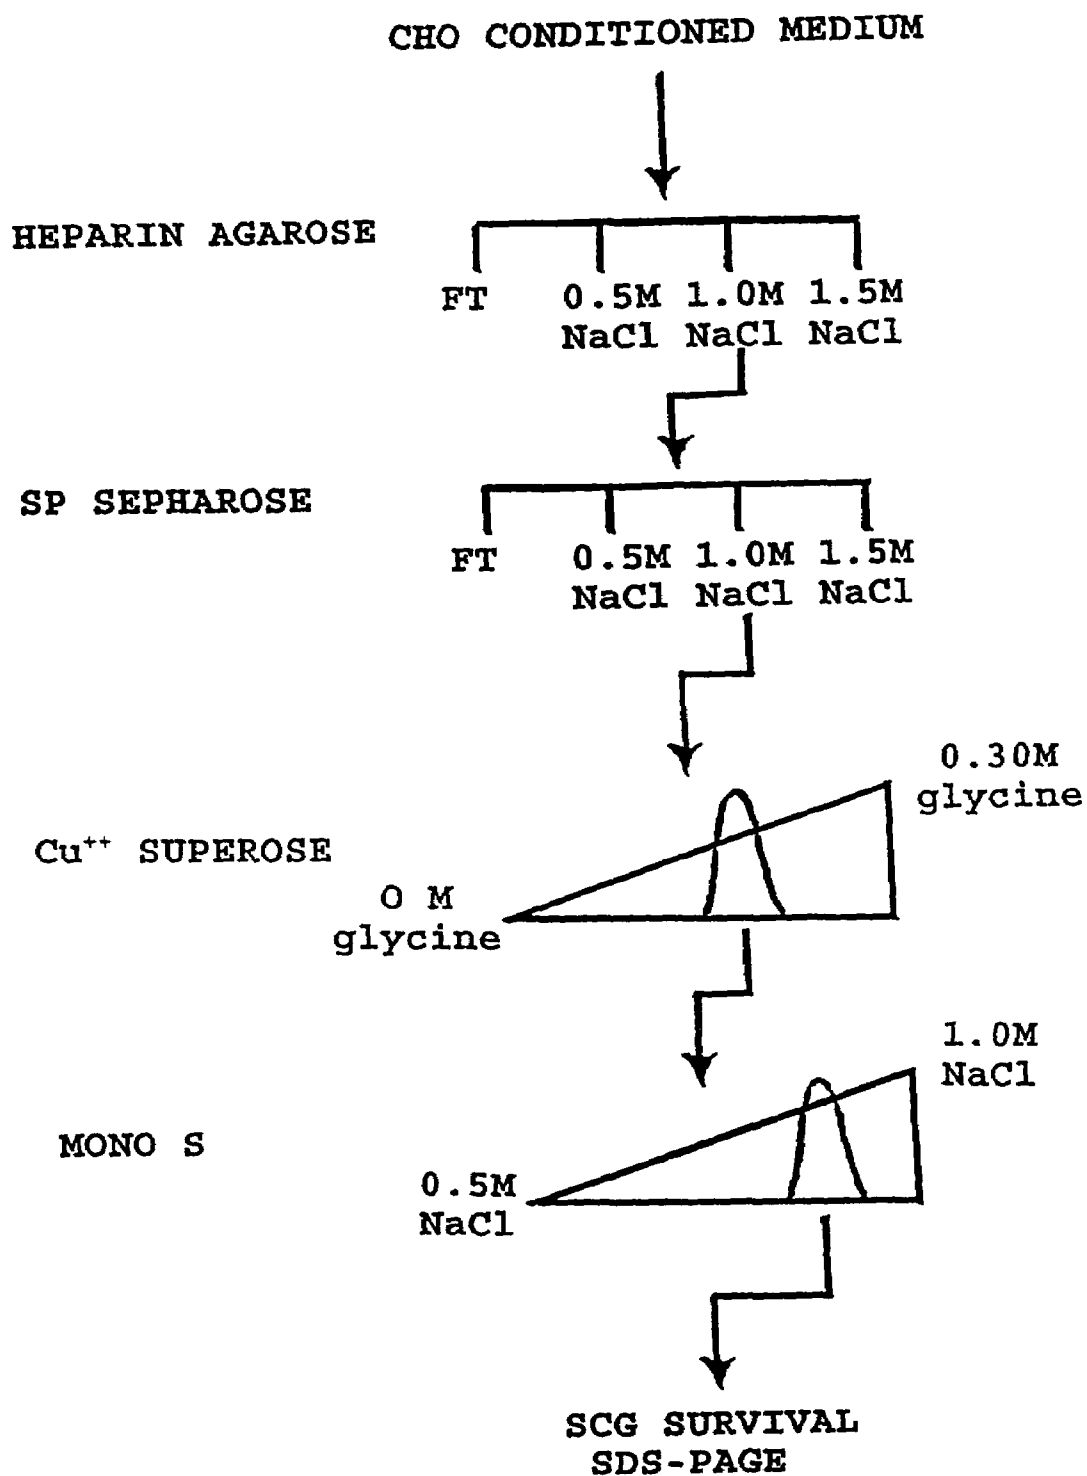 CHO CONDITIONED MEDIUM
HEPARIN AGAROSE
FT 0.5M 1.0M 1.5M
NaCl NaCl NaCl
SP SEPHAROSE
FT 0.5M 1.0M 1.5M
NaCl NaCl NaCl
0.30M
glycine
Cu⁺⁺ SUPEROSE
O M
glycine
1.0M
NaCl
MONO S
0.5M
NaCl
SCG SURVIVAL
SDS-PAGE